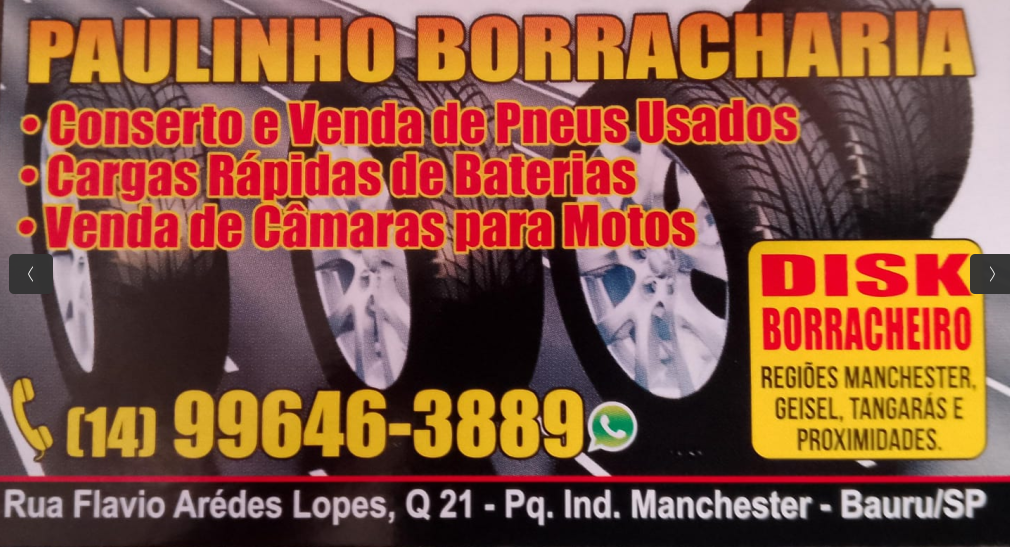 PAULINHO BORRACHARIA
• Conserto e Venda de Pneus Usados
• Cargas Rápidas de Baterias
• Venda de Câmaras para Motos
DISK
BORRACHEIRO
REGIÕES MANCHESTER,
GEISEL, TANGARÁS E
PROXIMIDADES.
(14) 99646-3889
Rua Flavio Arédes Lopes, Q 21 - Pq. Ind. Manchester - Bauru/SP